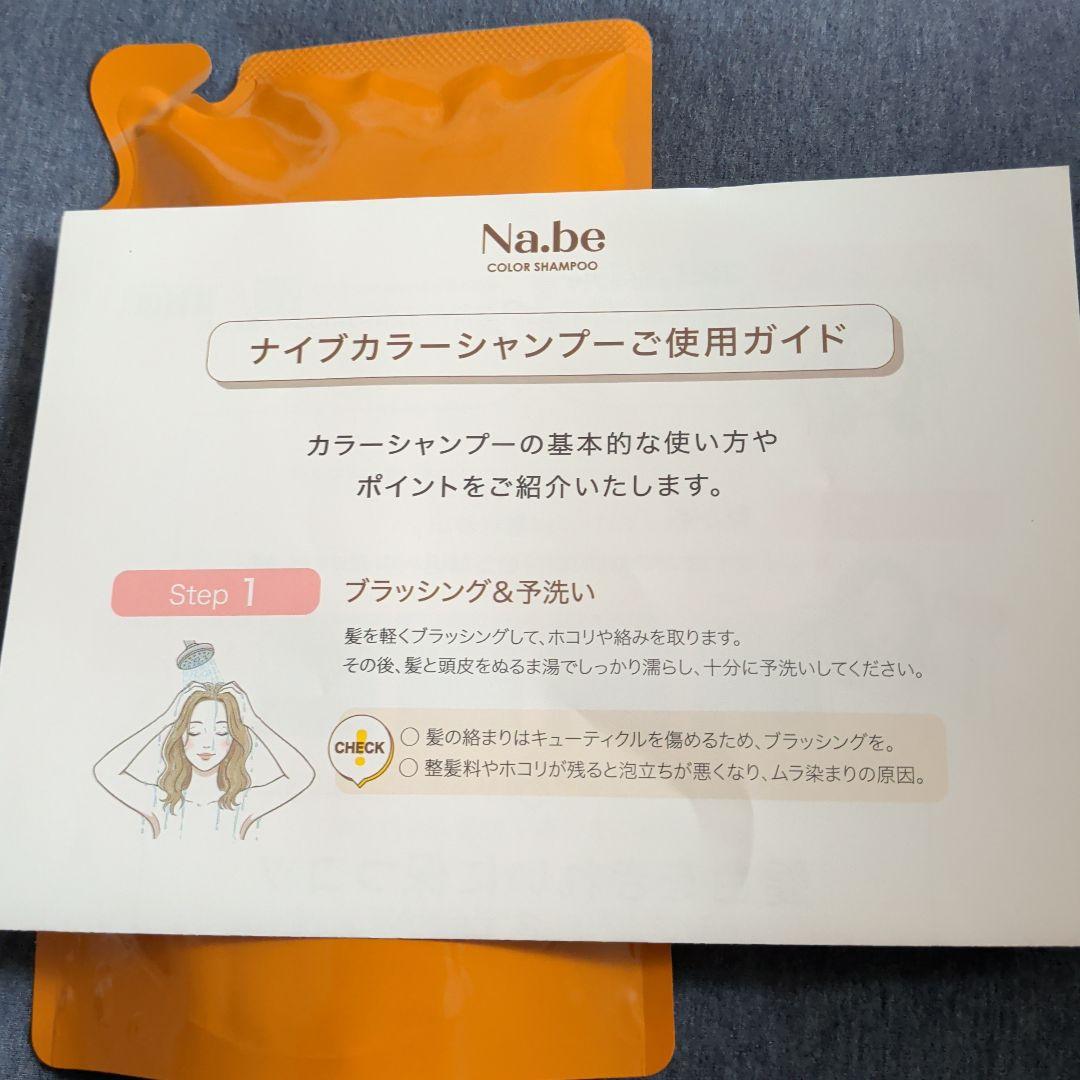 Na.be
COLOR SHAMPOO
ナイブカラーシャンプーご使用ガイド
カラーシャンプーの基本的な使い方や
ポイントをご紹介いたします。
Step 1
ブラッシング&予洗い
髪を軽くブラッシングして、ホコリや絡みを取ります。
その後、髪と頭皮をぬるま湯でしっかり濡らし、十分に予洗いしてください。
CHECK
○ 髪の絡まりはキューティクルを傷めるため、ブラッシングを。
○ 整髪料やホコリが残ると泡立ちが悪くなり、ムラ染まりの原因。